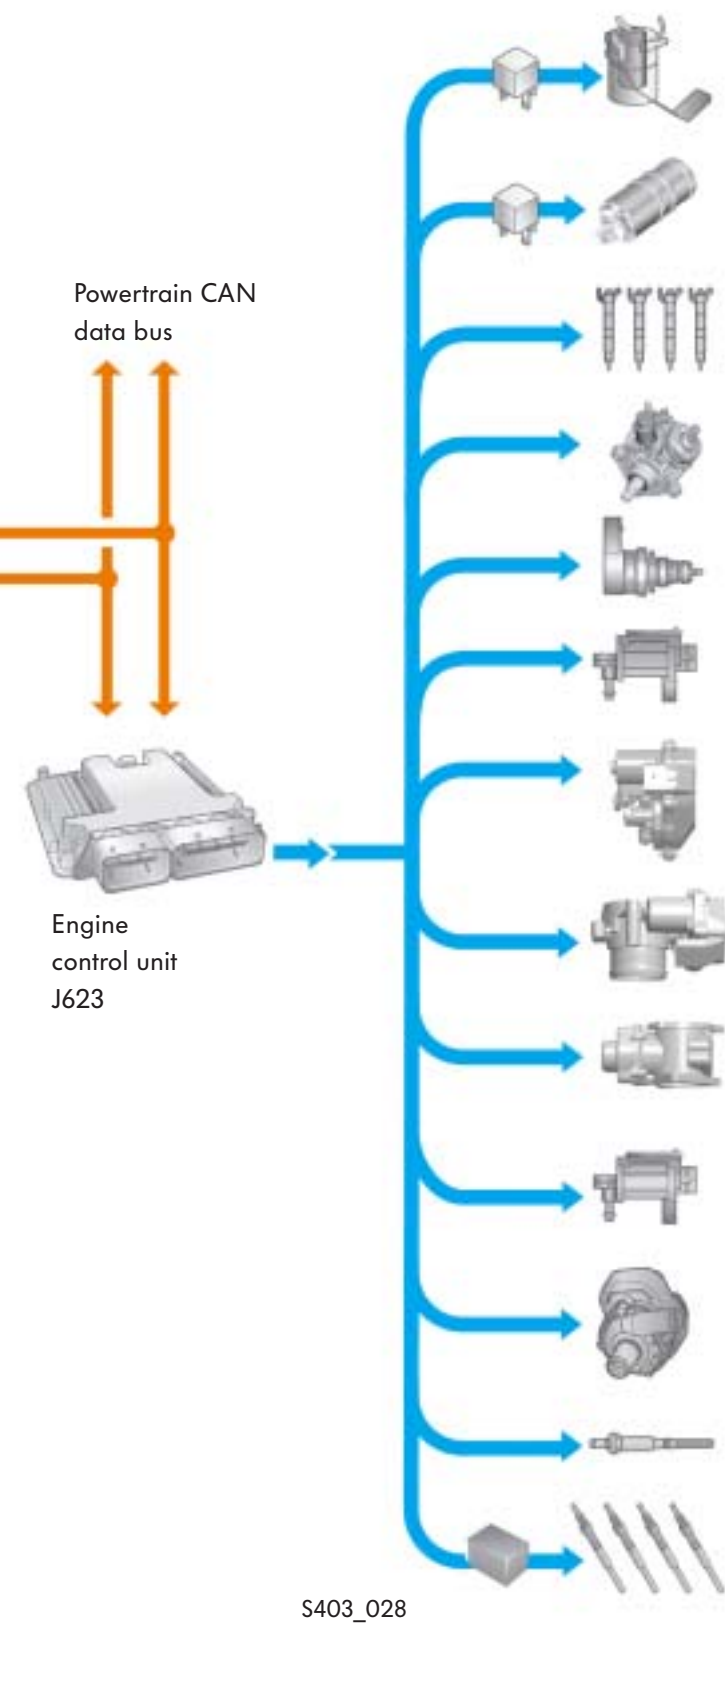 Powertrain CAN
data bus
Engine
control unit
J623
S403_028